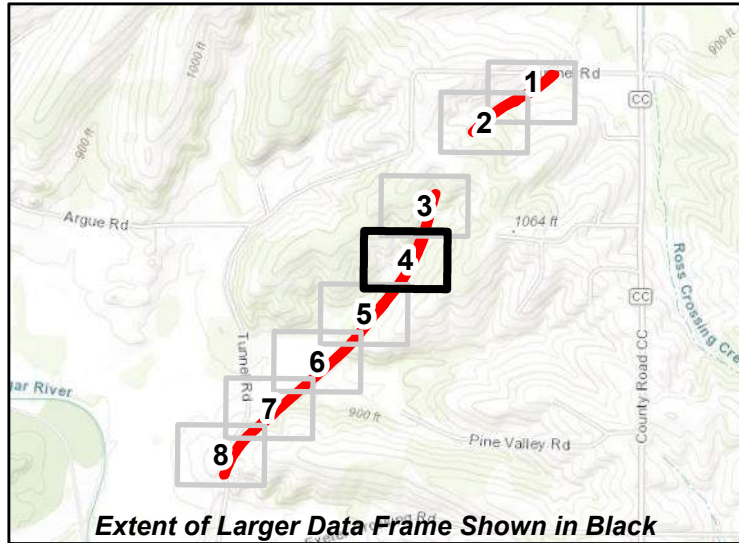 1000 ft
900 ft
1
Rd
CC
2
900 ft
3
Argue Rd
1064 ft
4
Ross Crossing Cre
CC
5
Tunnel Rd
County Road CC
6
ar River
7
900 ft
Pine Valley Rd
8
Rd
Extent of Larger Data Frame Shown in Black